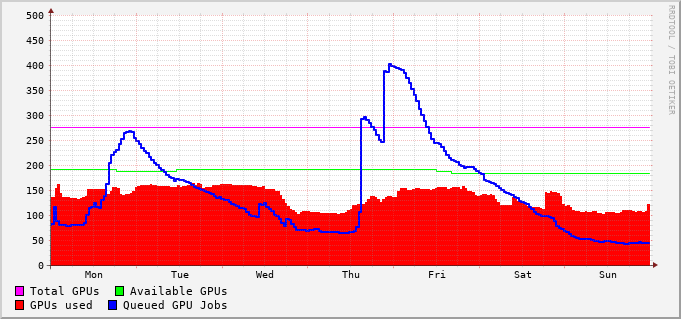 500
450
400
350
300
250
200
150
100
50
0
Mon Tue Wed Thu Fri Sat Sun
Total GPUs Available GPUs
GPUs used Queued GPU Jobs
RRDTOOL / TOBI OETIKER